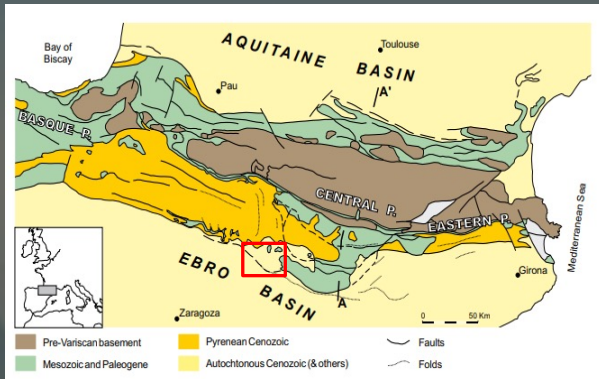 Bay of
Biscay
AQUITAINE
BASIN
Toulouse
A'
Pau
BASQUE P.
CENTRAL P.
EASTERN P.
Mediterranean Sea
EBRO
BASIN
A
Girona
Zaragoza
0 50 Km
Pre-Variscan basement
Pyrenean Cenozoic
Faults
Mesozoic and Paleogene
Autochtonous Cenozoic (& others)
Folds